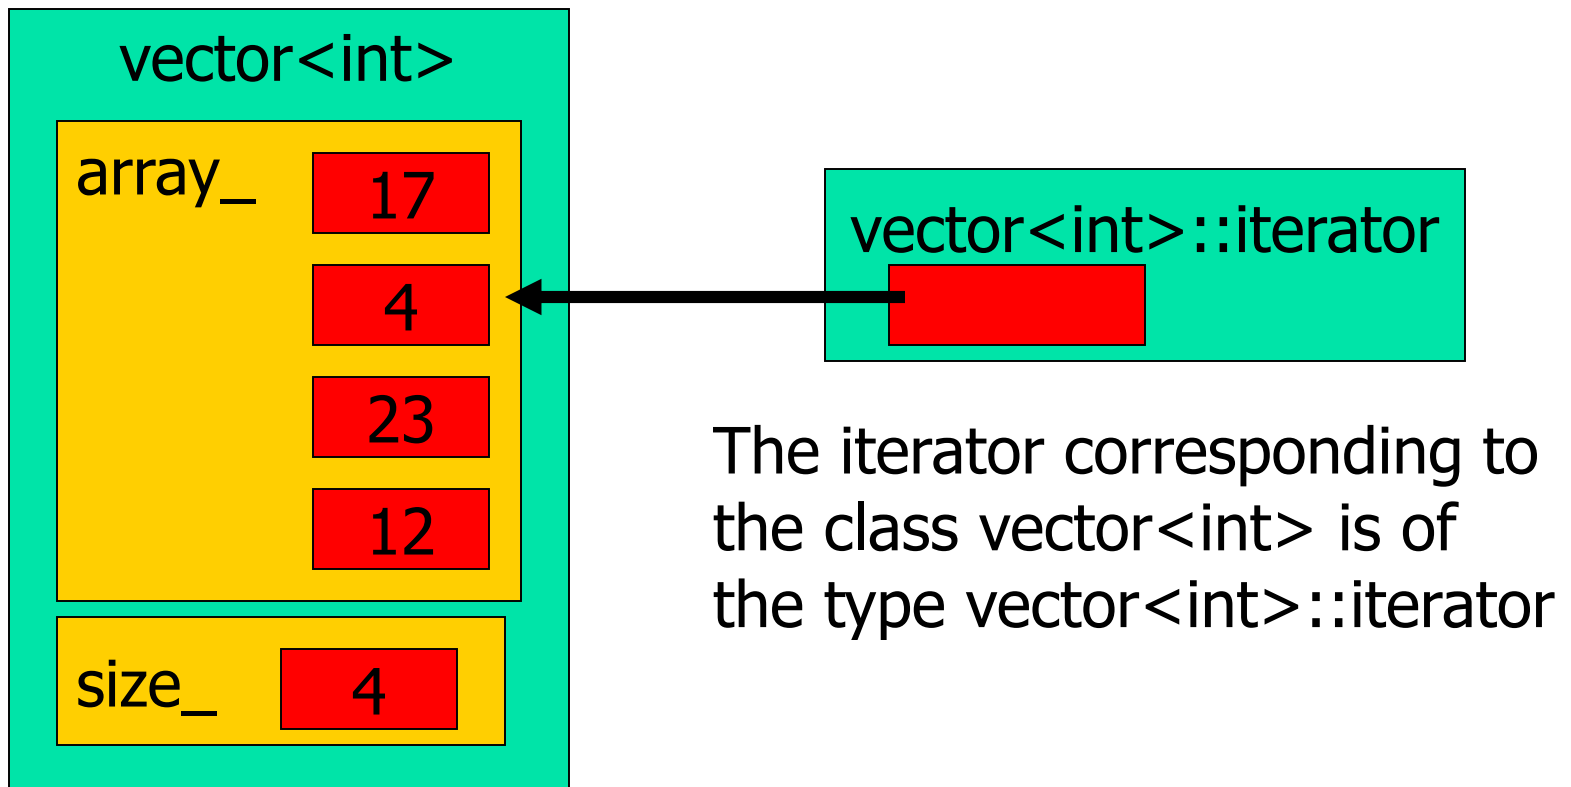 vector<int>
array_
17
4
23
12
size_
4
vector<int>::iterator
The iterator corresponding to
the class vector<int> is of
the type vector<int>::iterator